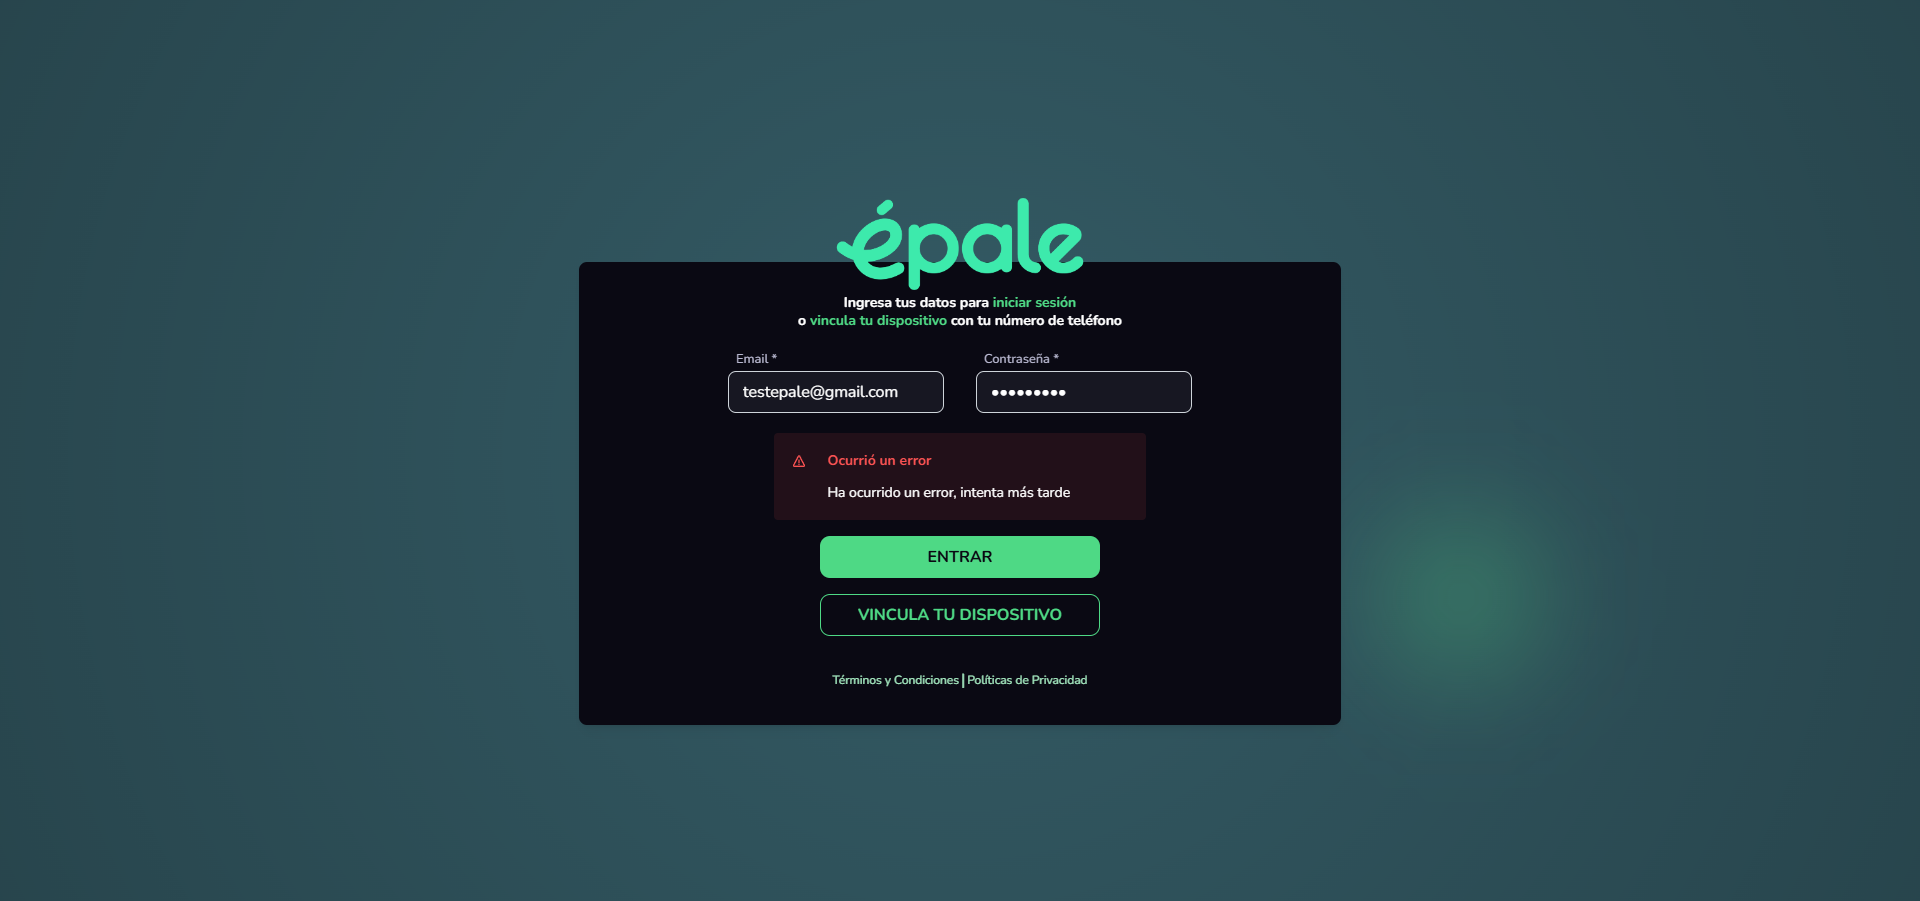 épale
Ingresa tus datos para iniciar sesión
o vincula tu dispositivo con tu número de teléfono
Email *
Contraseña *
testepale@gmail.com
•••••••••
Ocurrió un error
Ha ocurrido un error, intenta más tarde
ENTRAR
VINCULA TU DISPOSITIVO
Términos y Condiciones | Políticas de Privacidad